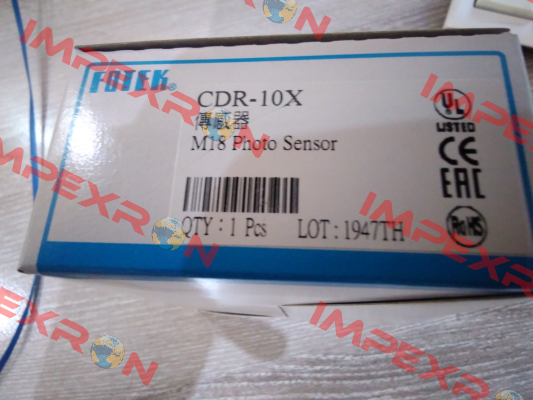 FOTEK
CDR-10X
傳感器
M18 Photo Sensor
QTY : 1 Pcs LOT : 1947TH
UL
LISTED
CE
EAC
RoHS
IMPEXRON
IMPEXRON
IMPEXRON
IMPEXRON
IMPEXRON